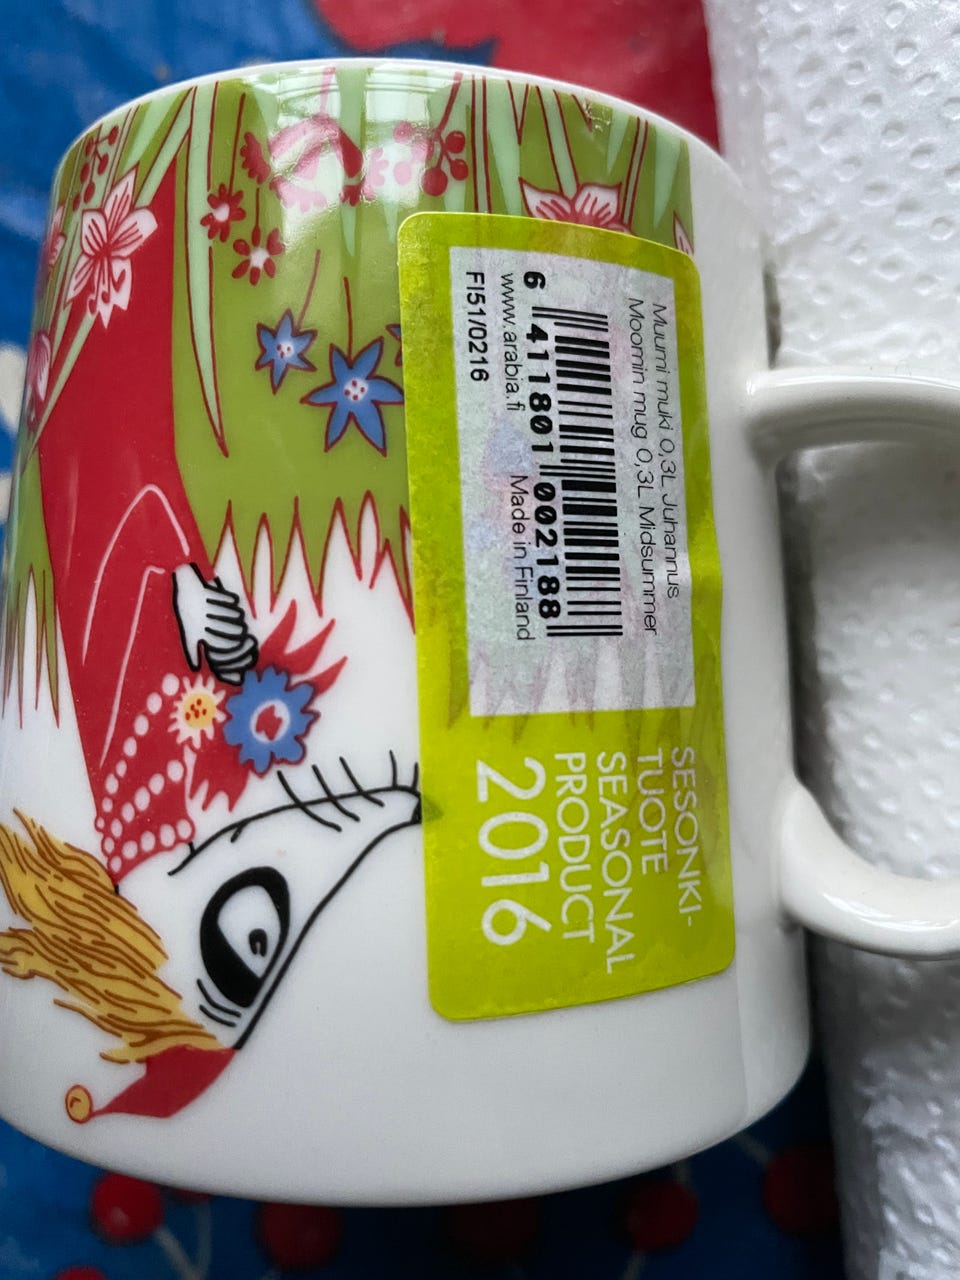 Muumi muki 0,3L Juhannus
Moomin mug 0,3L Midsummer
6 411801 002188
www.arabia.fi Made in Finland
FI51/0216
SESONKI-
TUOTE
SEASONAL
PRODUCT
2016